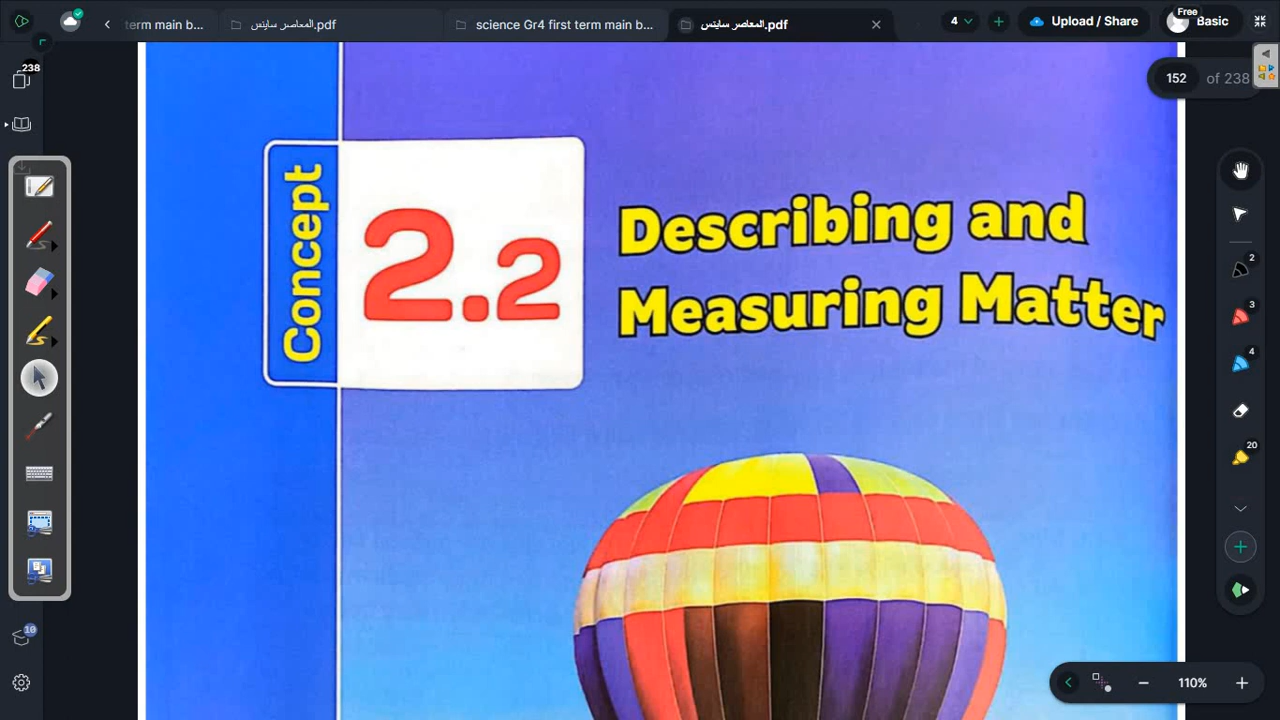 term main b...
المعاصر ساينس.pdf
science Gr4 first term main b...
المعاصر ساينس.pdf
4
Upload / Share
Free
Basic
238
152 of 238
Concept
2.2
Describing and
Measuring Matter
2
3
4
20
10
110%